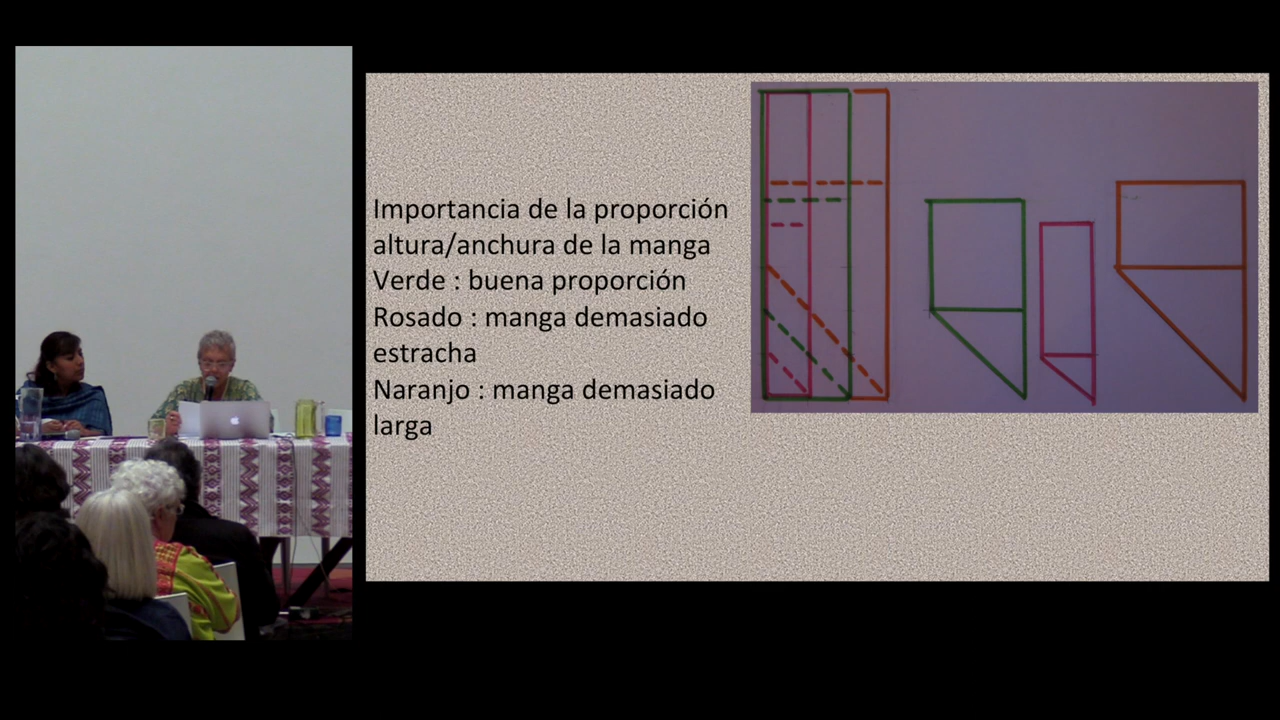 Importancia de la proporción
altura/anchura de la manga
Verde : buena proporción
Rosado : manga demasiado
estracha
Naranjo : manga demasiado
larga